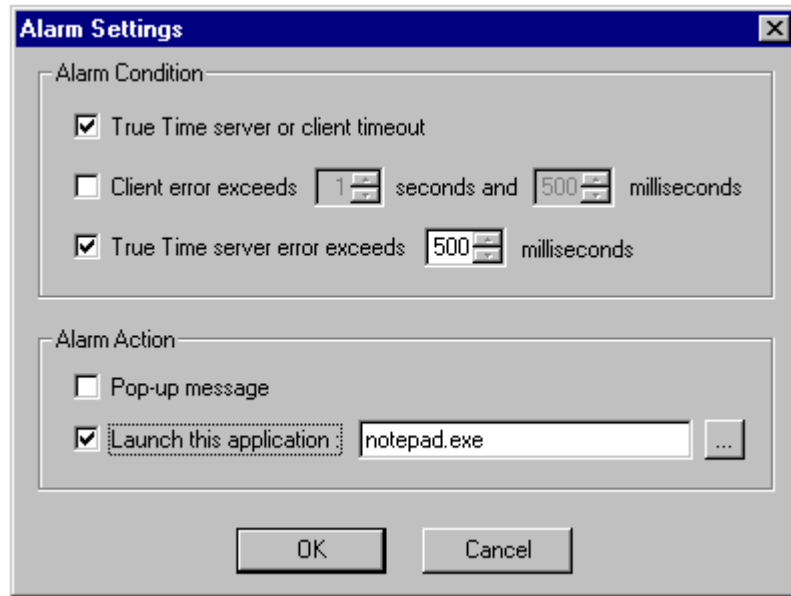 Alarm Settings
Alarm Condition
True Time server or client timeout
Client error exceeds 1 seconds and 500 milliseconds
True Time server error exceeds 500 milliseconds
Alarm Action
Pop-up message
Launch this application : notepad.exe ...
OK Cancel